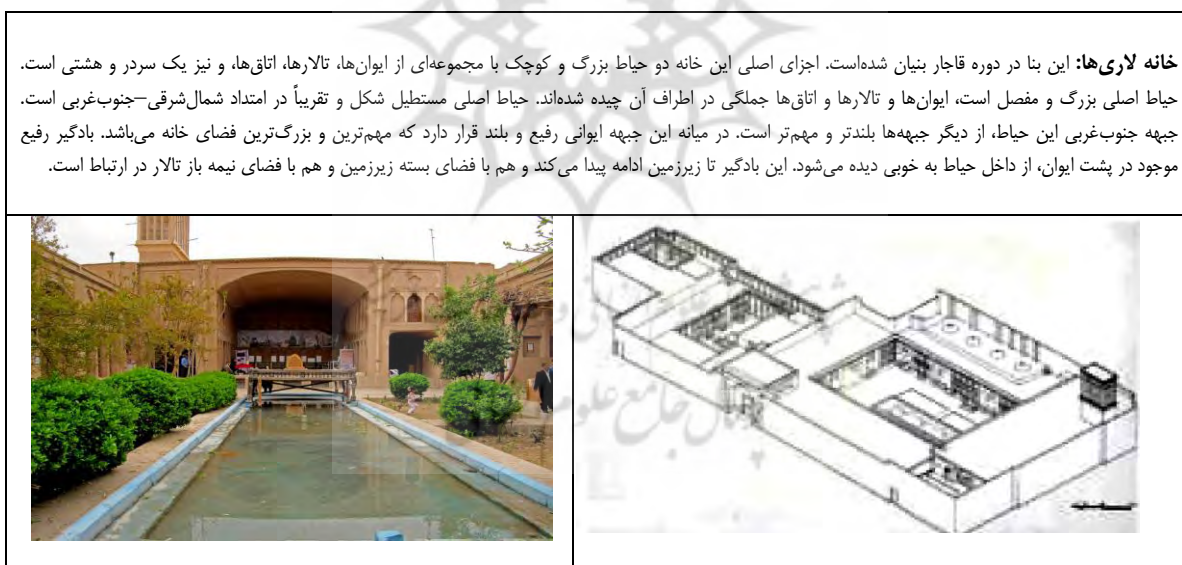 خانه لاری‌ها: این بنا در دوره قاجار بنیان شده‌است. اجزای اصلی این خانه دو حیاط بزرگ و کوچک با مجموعه‌ای از ایوان‌ها، تالارها، اتاق‌ها، و نیز یک سردر و هشتی است.
حیاط اصلی بزرگ و مفصل است، ایوان‌ها و تالارها و اتاق‌ها جملگی در اطراف آن چیده شده‌اند. حیاط اصلی مستطیل شکل و تقریباً در امتداد شمال‌شرقی–جنوب‌غربی است.
جبهه جنوب‌غربی این حیاط، از دیگر جبهه‌ها بلندتر و مهم‌تر است. در میانه این جبهه ایوانی رفیع و بلند قرار دارد که مهم‌ترین و بزرگ‌ترین فضای خانه می‌باشد. بادگیر رفیع
موجود در پشت ایوان، از داخل حیاط به خوبی دیده می‌شود. این بادگیر تا زیرزمین ادامه پیدا می‌کند و هم با فضای بسته زیرزمین و هم با فضای نیمه باز تالار در ارتباط است.